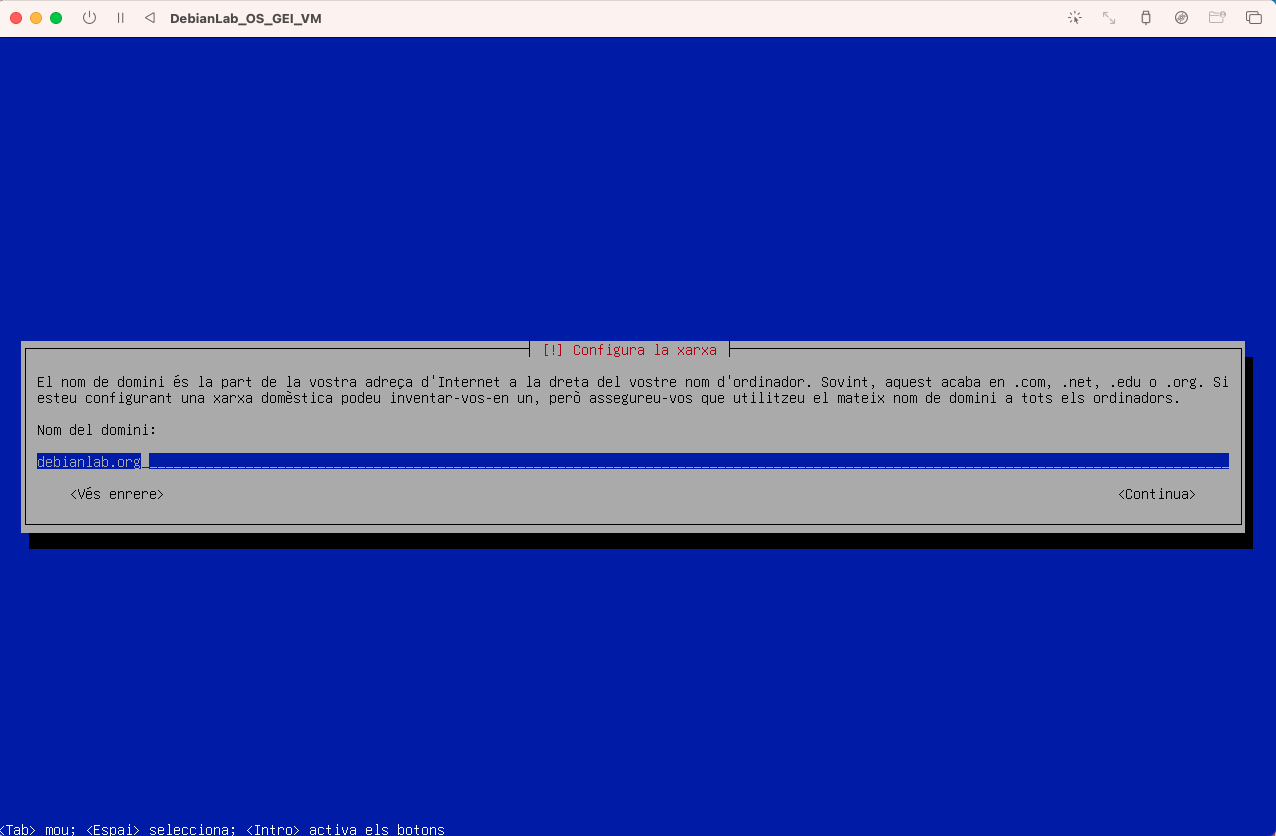 DebianLab_OS_GEI_VM
[!] Configura la xarxa
El nom de domini és la part de la vostra adreça d'Internet a la dreta del vostre nom d'ordinador. Sovint, aquest acaba en .com, .net, .edu o .org. Si
esteu configurant una xarxa domèstica podeu inventar-vos-en un, però assegureu-vos que utilitzeu el mateix nom de domini a tots els ordinadors.
Nom del domini:
debianlab.org
<Vés enrere> <Continua>
<Tab> mou; <Espai> selecciona; <Intro> activa els botons